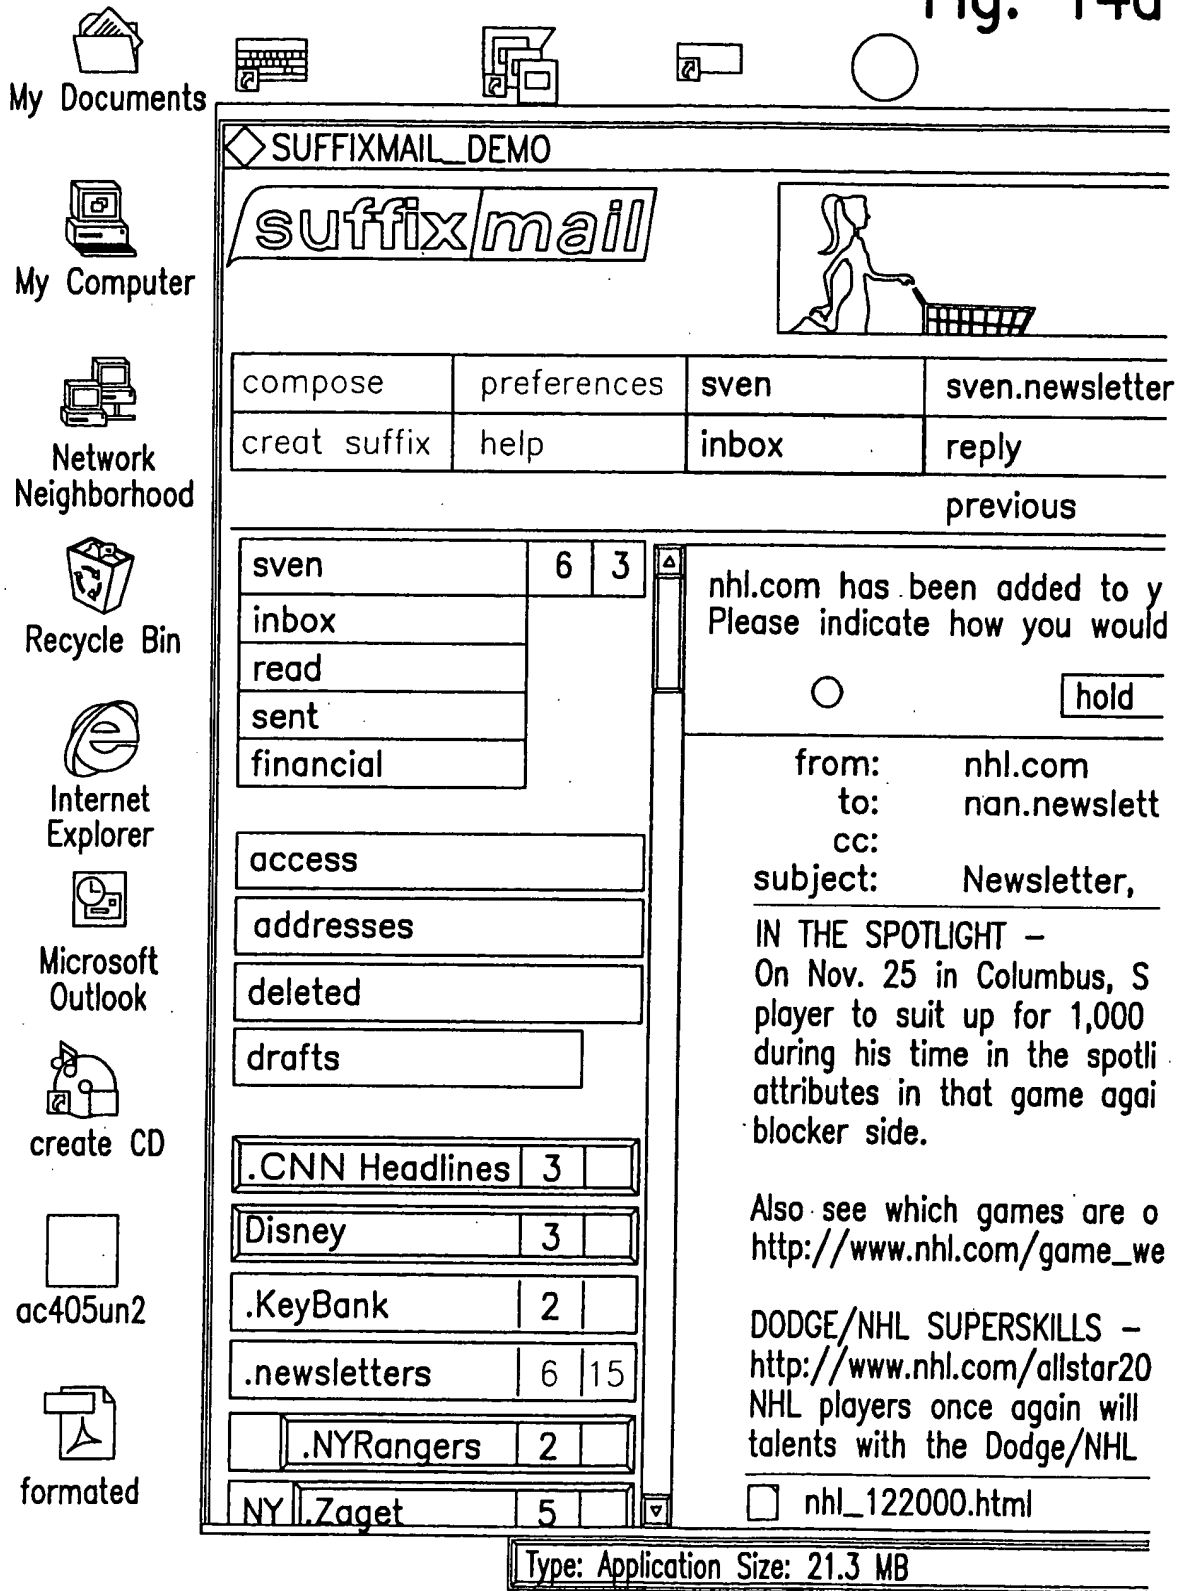 Fig. 14a
My Documents
My Computer
Network
Neighborhood
Recycle Bin
Internet
Explorer
Microsoft
Outlook
create CD
ac405un2
formated
SUFFIXMAIL_DEMO
suffix/mail
compose preferences sven sven.newsletter
creat suffix help inbox reply
previous
sven 6 3
inbox
read
sent
financial
access
addresses
deleted
drafts
.CNN Headlines 3
Disney 3
.KeyBank 2
.newsletters 6 15
.NYRangers 2
NY .Zaget 5
nhl.com has been added to y
Please indicate how you would
hold
from: nhl.com
to: nan.newslett
cc:
subject: Newsletter,
IN THE SPOTLIGHT –
On Nov. 25 in Columbus, S
player to suit up for 1,000
during his time in the spotli
attributes in that game agai
blocker side.
Also see which games are o
http://www.nhl.com/game_we
DODGE/NHL SUPERSKILLS –
http://www.nhl.com/allstar20
NHL players once again will
talents with the Dodge/NHL
nhl_122000.html
Type: Application Size: 21.3 MB